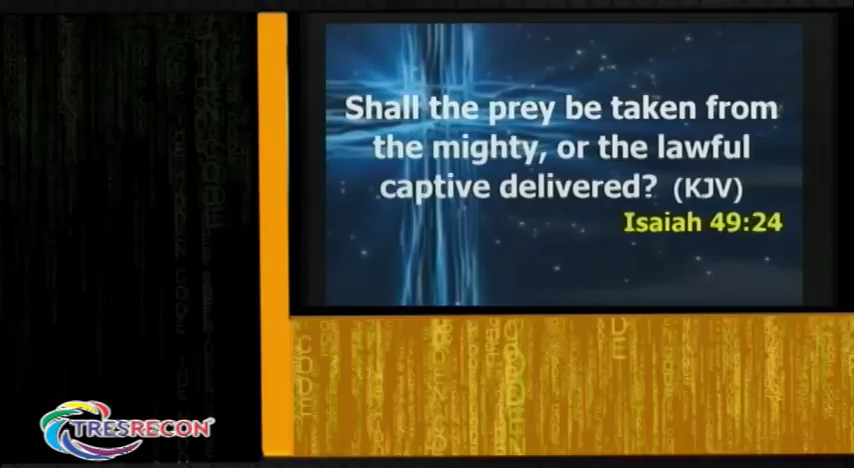 Shall the prey be taken from
the mighty, or the lawful
captive delivered? (KJV)
Isaiah 49:24
TRESRECON